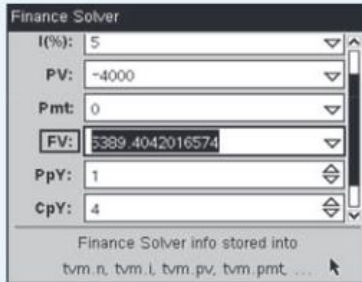 Finance Solver
I(%): 5
PV: -4000
Pmt: 0
FV: 5389.4042016574
PpY: 1
CpY: 4
Finance Solver info stored into
tvm.n, tvm.i, tvm.pv, tvm.pmt, ...